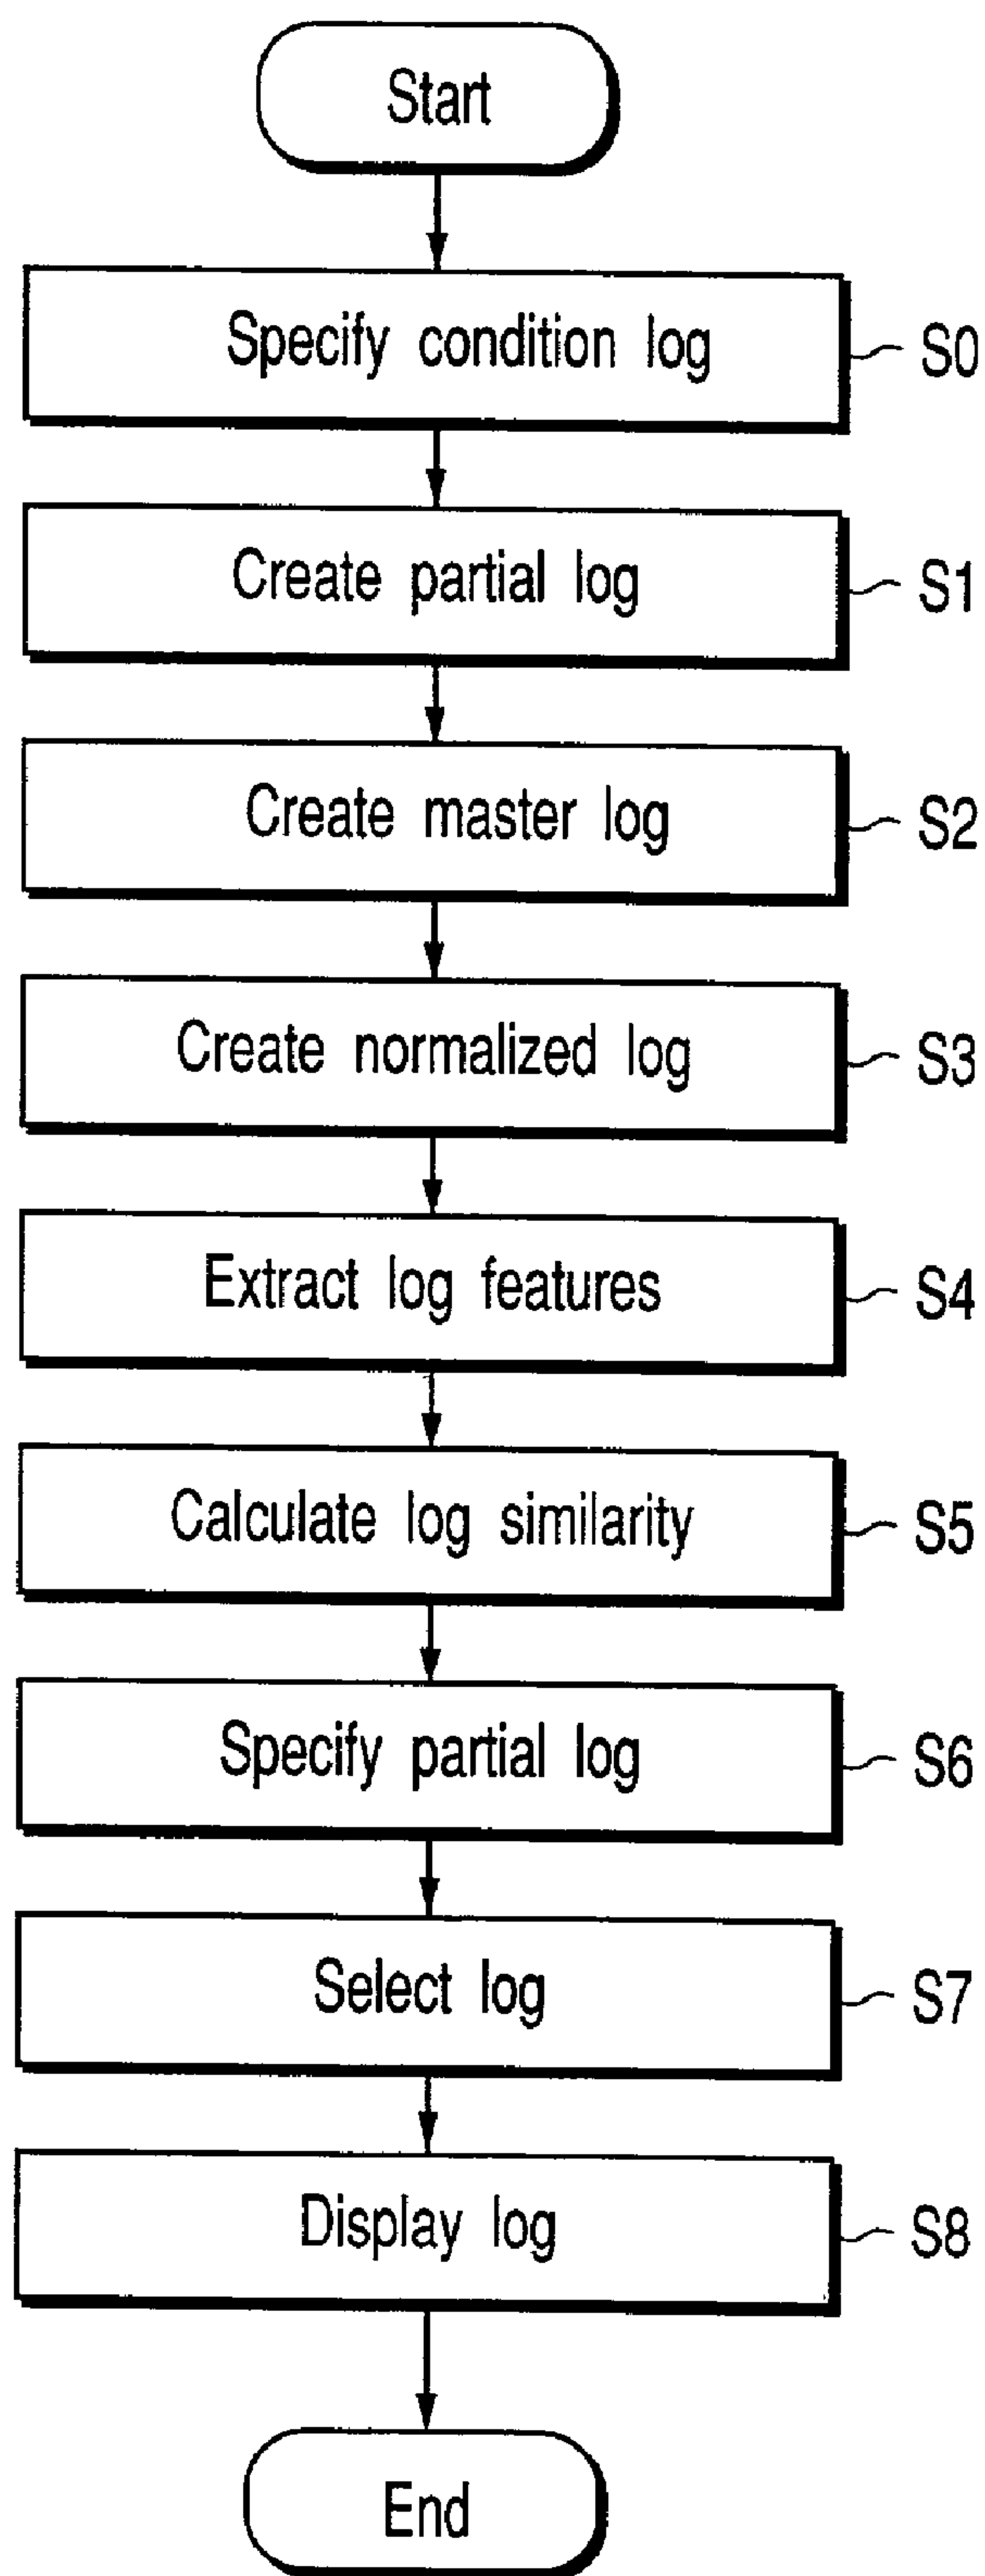 Start
Specify condition log S0
Create partial log S1
Create master log S2
Create normalized log S3
Extract log features S4
Calculate log similarity S5
Specify partial log S6
Select log S7
Display log S8
End